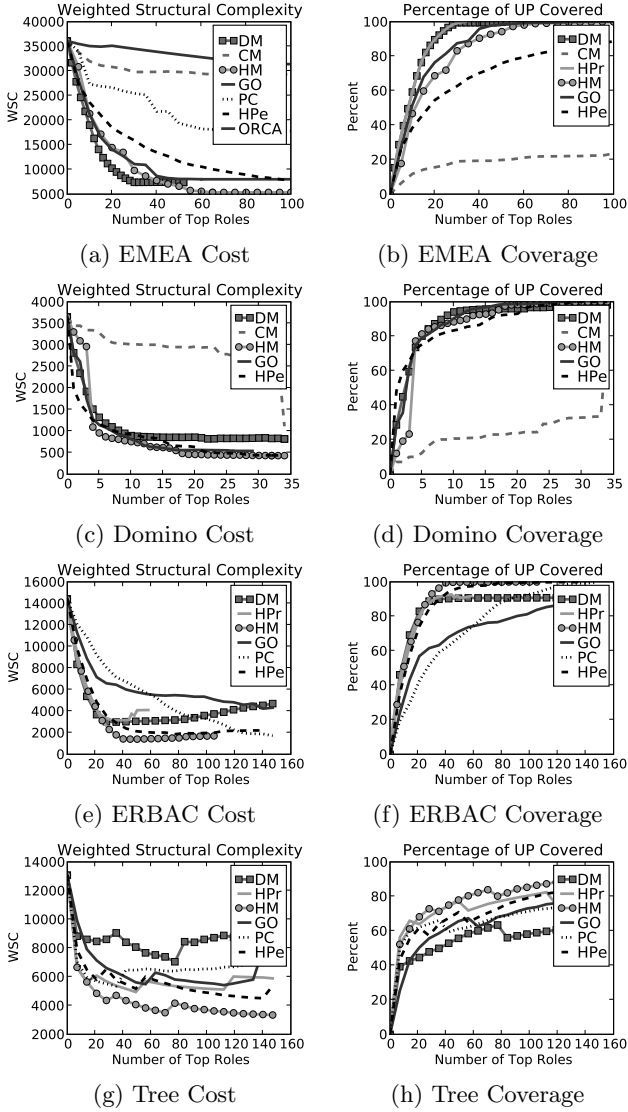 Weighted Structural Complexity
40000
35000
30000
25000
20000
15000
10000
5000
WSC
0 20 40 60 80 100
Number of Top Roles
DM
CM
HM
GO
PC
HPe
ORCA
(a) EMEA Cost
Percentage of UP Covered
100
80
60
40
20
0
Percent
0 20 40 60 80 100
Number of Top Roles
DM
CM
HPr
HM
GO
HPe
(b) EMEA Coverage
Weighted Structural Complexity
4000
3500
3000
2500
2000
1500
1000
500
0
WSC
0 5 10 15 20 25 30 35
Number of Top Roles
DM
CM
HM
GO
HPe
(c) Domino Cost
Percentage of UP Covered
100
80
60
40
20
0
Percent
0 5 10 15 20 25 30 35
Number of Top Roles
DM
CM
HM
GO
HPe
(d) Domino Coverage
Weighted Structural Complexity
16000
14000
12000
10000
8000
6000
4000
2000
0
WSC
0 20 40 60 80 100 120 140 160
Number of Top Roles
DM
HPr
HM
GO
PC
HPe
(e) ERBAC Cost
Percentage of UP Covered
100
80
60
40
20
0
Percent
0 20 40 60 80 100 120 140 160
Number of Top Roles
DM
HPr
HM
GO
PC
HPe
(f) ERBAC Coverage
Weighted Structural Complexity
14000
12000
10000
8000
6000
4000
2000
WSC
0 20 40 60 80 100 120 140 160
Number of Top Roles
DM
HPr
HM
GO
PC
HPe
(g) Tree Cost
Percentage of UP Covered
100
80
60
40
20
0
Percent
0 20 40 60 80 100 120 140 160
Number of Top Roles
DM
HPr
HM
GO
PC
HPe
(h) Tree Coverage